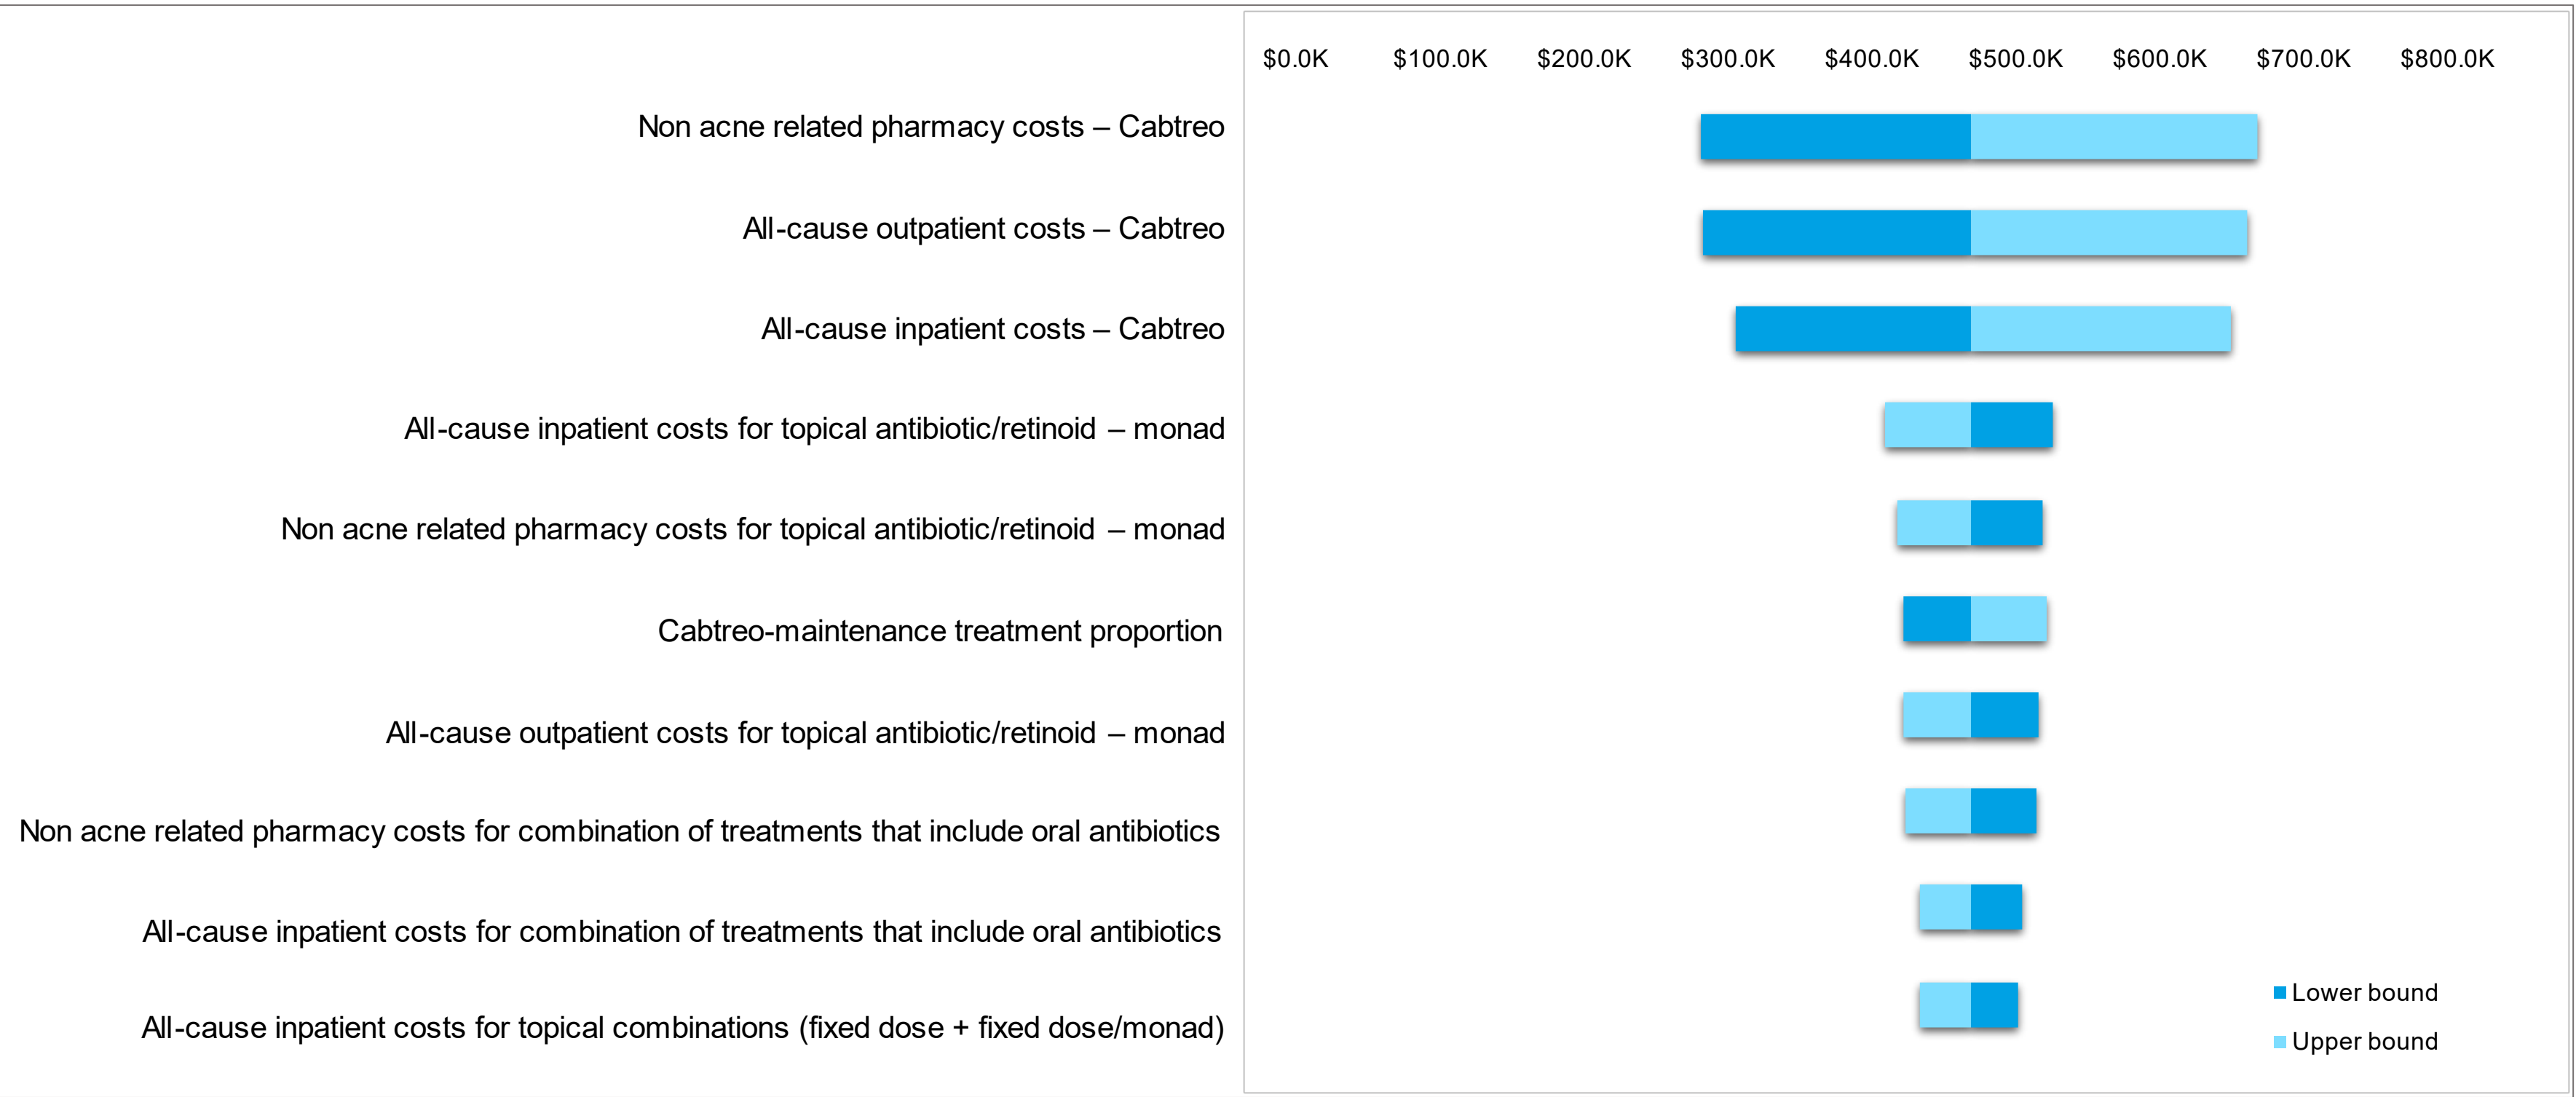 $0.0K $100.0K $200.0K $300.0K $400.0K $500.0K $600.0K $700.0K $800.0K
Non acne related pharmacy costs – Cabtreo
All-cause outpatient costs – Cabtreo
All-cause inpatient costs – Cabtreo
All-cause inpatient costs for topical antibiotic/retinoid – monad
Non acne related pharmacy costs for topical antibiotic/retinoid – monad
Cabtreo-maintenance treatment proportion
All-cause outpatient costs for topical antibiotic/retinoid – monad
Non acne related pharmacy costs for combination of treatments that include oral antibiotics
All-cause inpatient costs for combination of treatments that include oral antibiotics
All-cause inpatient costs for topical combinations (fixed dose + fixed dose/monad)
Lower bound
Upper bound